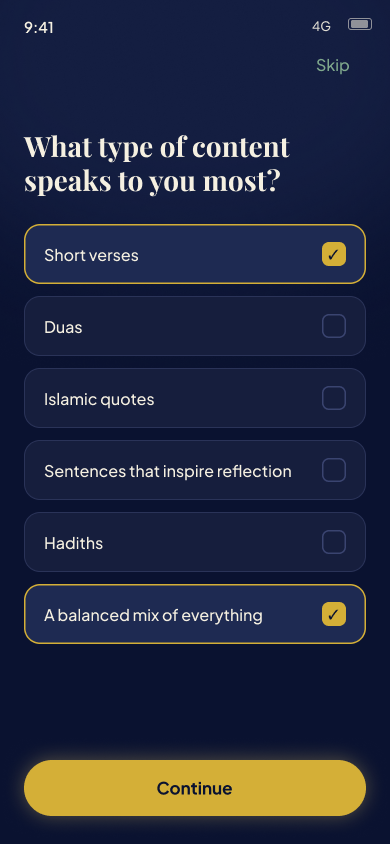 9:41
4G
Skip
What type of content
speaks to you most?
Short verses
✓
Duas
Islamic quotes
Sentences that inspire reflection
Hadiths
A balanced mix of everything
✓
Continue